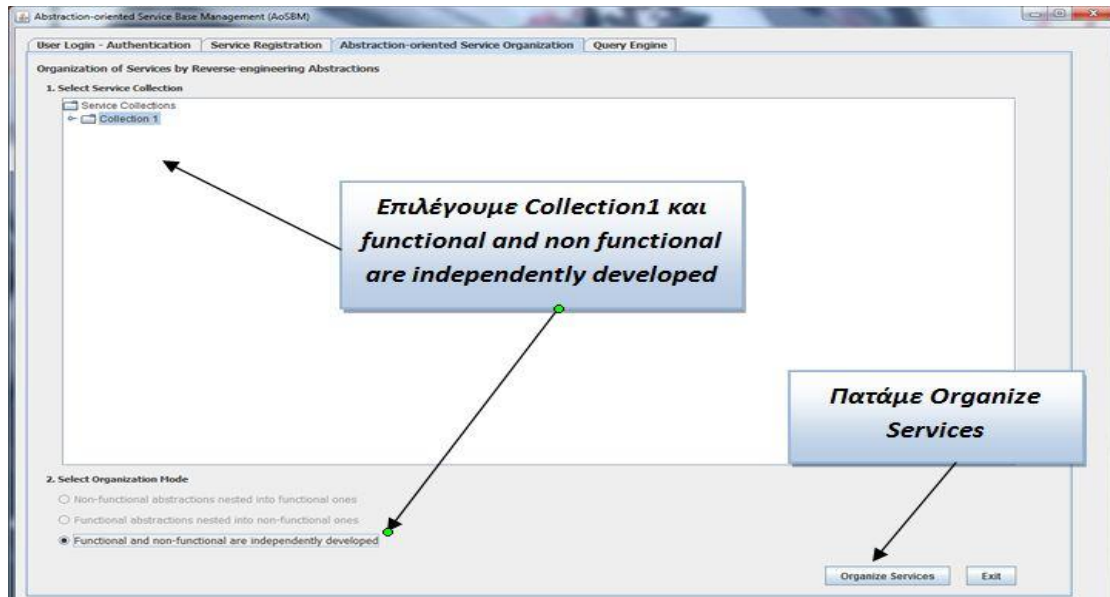 Abstraction-oriented Service Base Management (AoSBM)
User Login - Authentication Service Registration Abstraction-oriented Service Organization Query Engine
Organization of Services by Reverse-engineering Abstractions
1. Select Service Collection
Service Collections
Collection 1
Επιλέγουμε Collection1 και
functional and non functional
are independently developed
Πατάμε Organize
Services
2. Select Organization Mode
Non-functional abstractions nested into functional ones
Functional abstractions nested into non-functional ones
Functional and non-functional are independently developed
Organize Services Exit